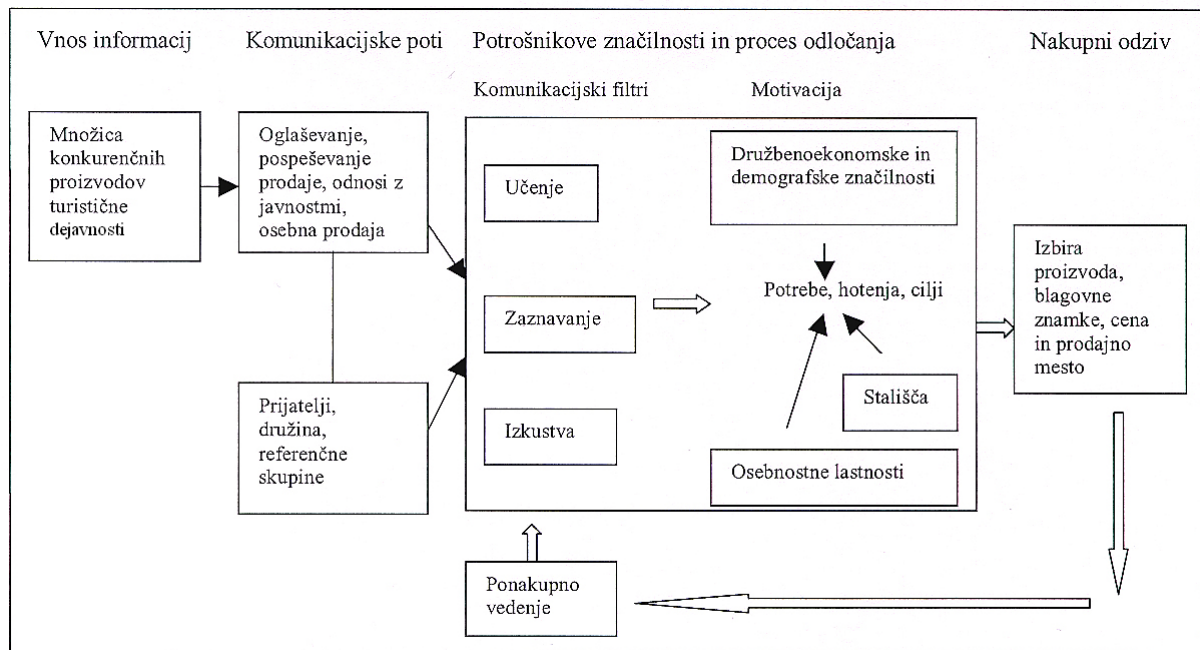 Vnos informacij
Komunikacijske poti
Potrošnikove značilnosti in proces odločanja
Nakupni odziv
Komunikacijski filtri
Motivacija
Množica
konkurenčnih
proizvodov
turistične
dejavnosti
Oglaševanje,
pospeševanje
prodaje, odnosi z
javnostmi,
osebna prodaja
Prijatelji,
družina,
referenčne
skupine
Učenje
Zaznavanje
Izkustva
Družbenoekonomske in
demografske značilnosti
Potrebe, hotenja, cilji
Stališča
Osebnostne lastnosti
Izbira
proizvoda,
blagovne
znamke, cena
in prodajno
mesto
Ponakupno
vedenje